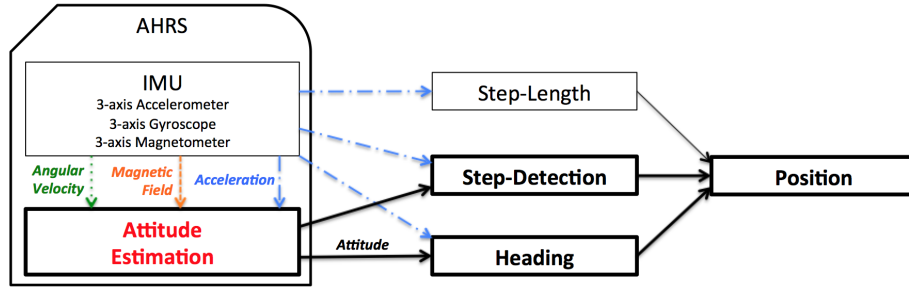 AHRS
IMU
3-axis Accelerometer
3-axis Gyroscope
3-axis Magnetometer
Angular
Velocity
Magnetic
Field
Acceleration
Attitude
Estimation
Attitude
Step-Length
Step-Detection
Heading
Position